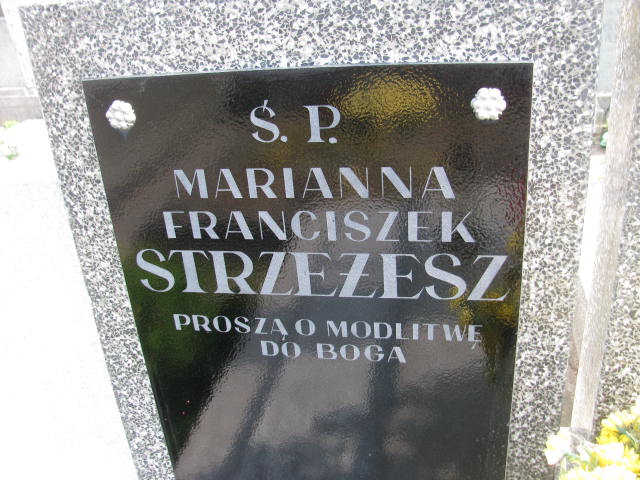 Ś. P.
MARIANNA
FRANCISZEK
STRZEŻESZ
PROSZĄ O MODLITWĘ
DO BOGA